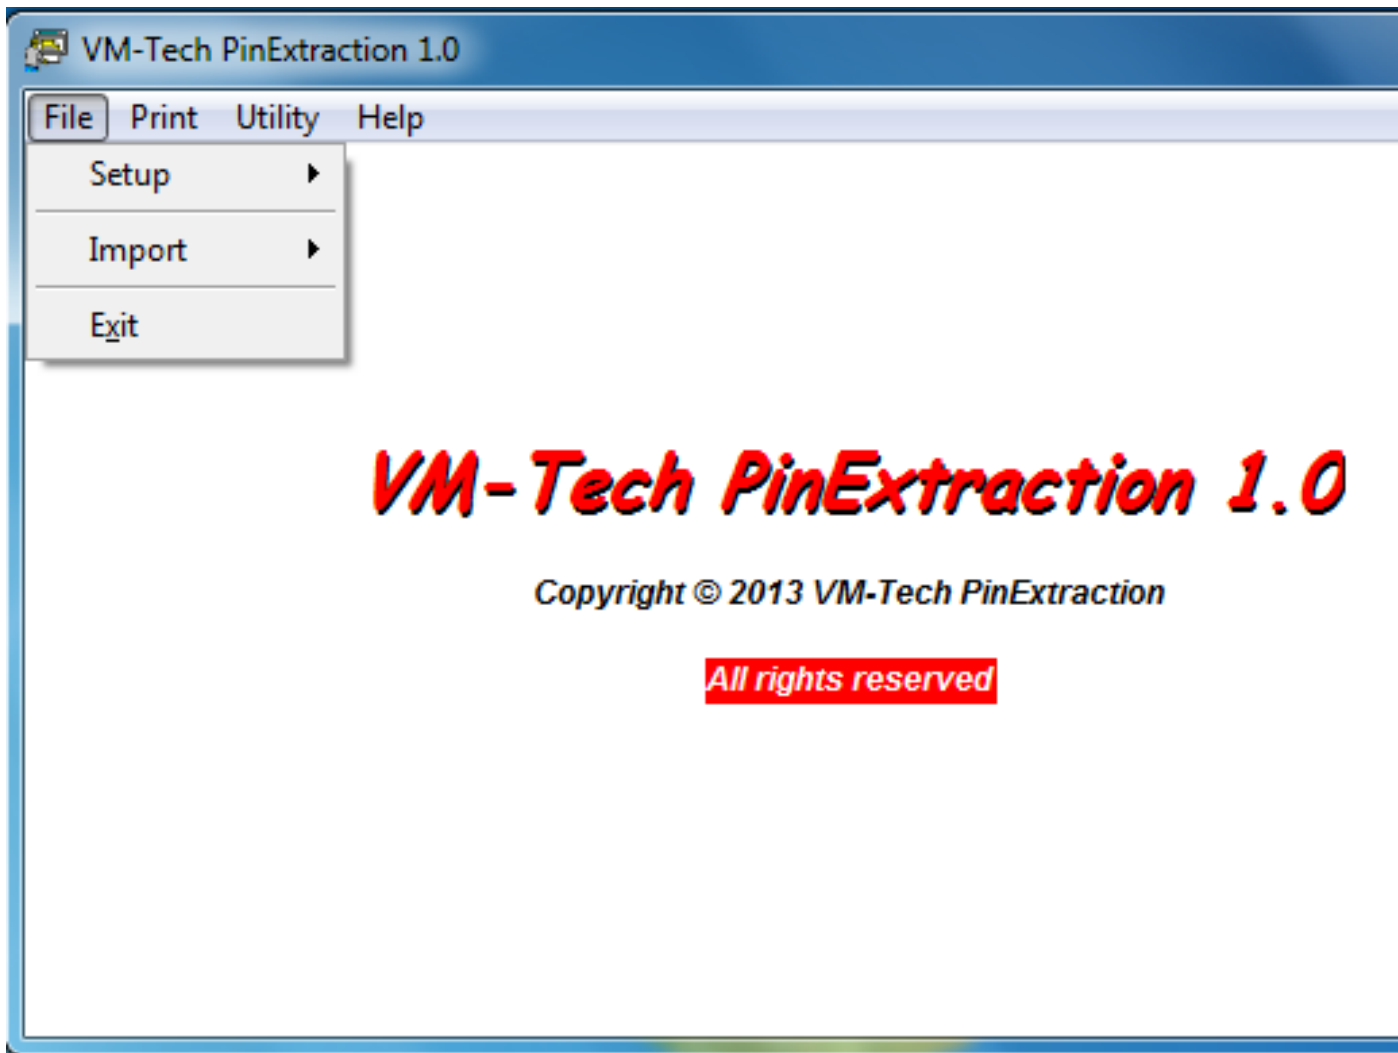 VM-Tech PinExtraction 1.0
File Print Utility Help
Setup
Import
Exit
VM-Tech PinExtraction 1.0
Copyright © 2013 VM-Tech PinExtraction
All rights reserved